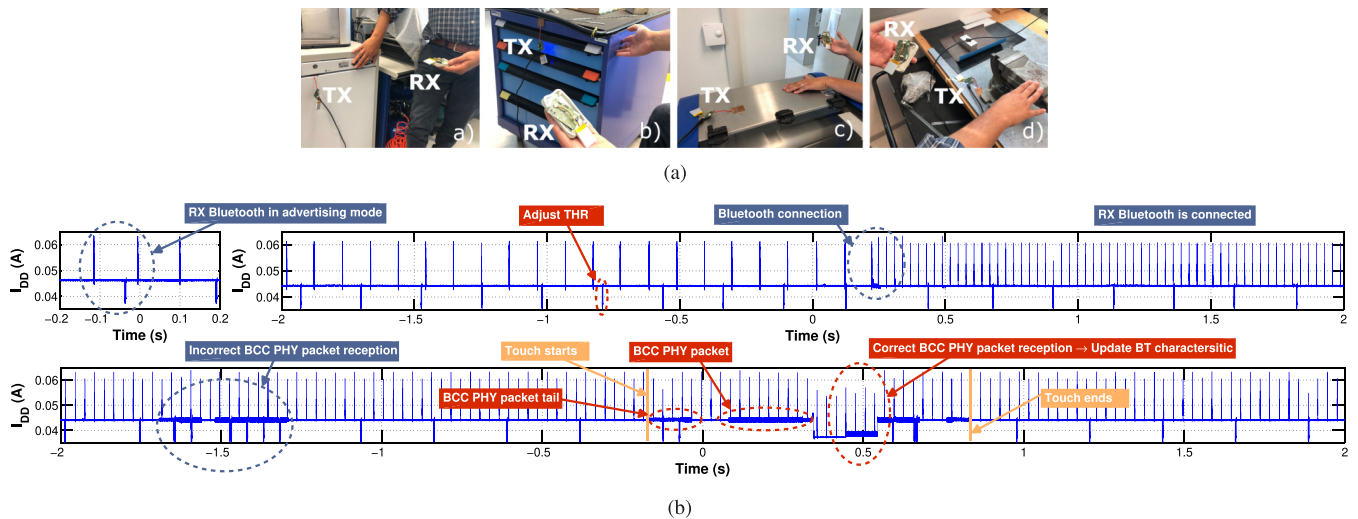 TX
RX
a)
TX
RX
b)
TX
RX
c)
RX
TX
d)
(a)
RX Bluetooth in advertising mode
Adjust THR
Bluetooth connection
RX Bluetooth is connected
I_DD (A)
0.06
0.05
0.04
-0.2 -0.1 0 0.1 0.2
Time (s)
I_DD (A)
0.06
0.05
0.04
-2 -1.5 -1 -0.5 0 0.5 1 1.5 2
Time (s)
Incorrect BCC PHY packet reception
Touch starts
BCC PHY packet
Correct BCC PHY packet reception → Update BT charactersitic
BCC PHY packet tail
Touch ends
I_DD (A)
0.06
0.05
0.04
-2 -1.5 -1 -0.5 0 0.5 1 1.5 2
Time (s)
(b)